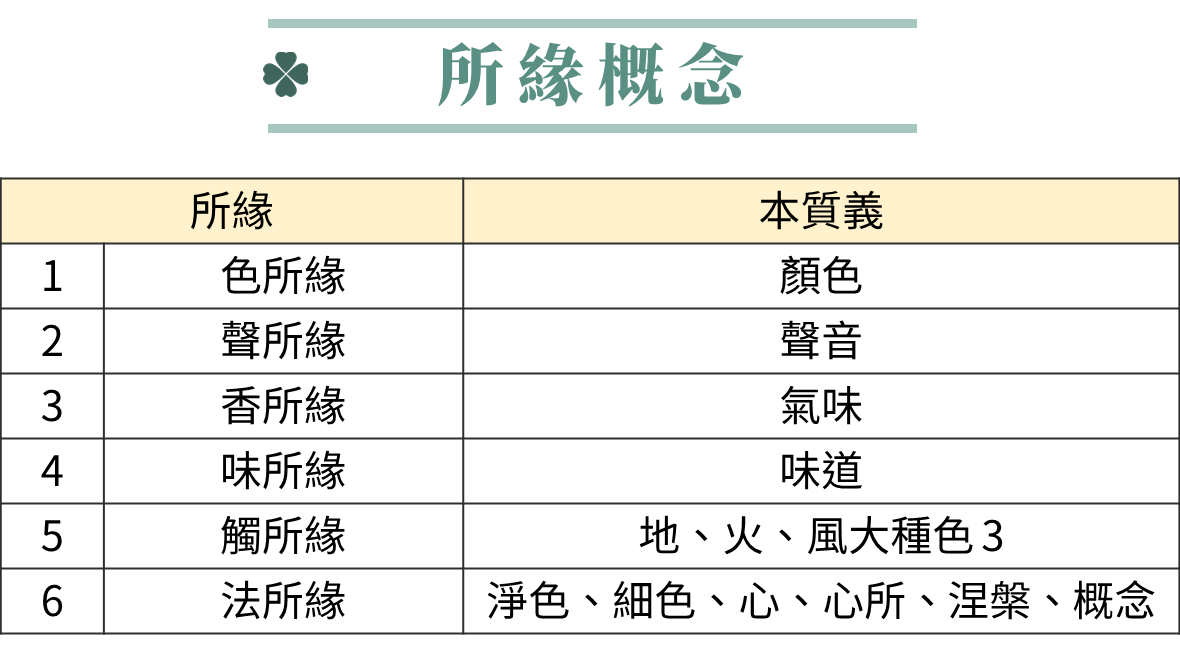 所緣概念
所緣 本質義
1 色所緣 顏色
2 聲所緣 聲音
3 香所緣 氣味
4 味所緣 味道
5 觸所緣 地、火、風大種色3
6 法所緣 淨色、細色、心、心所、涅槃、概念